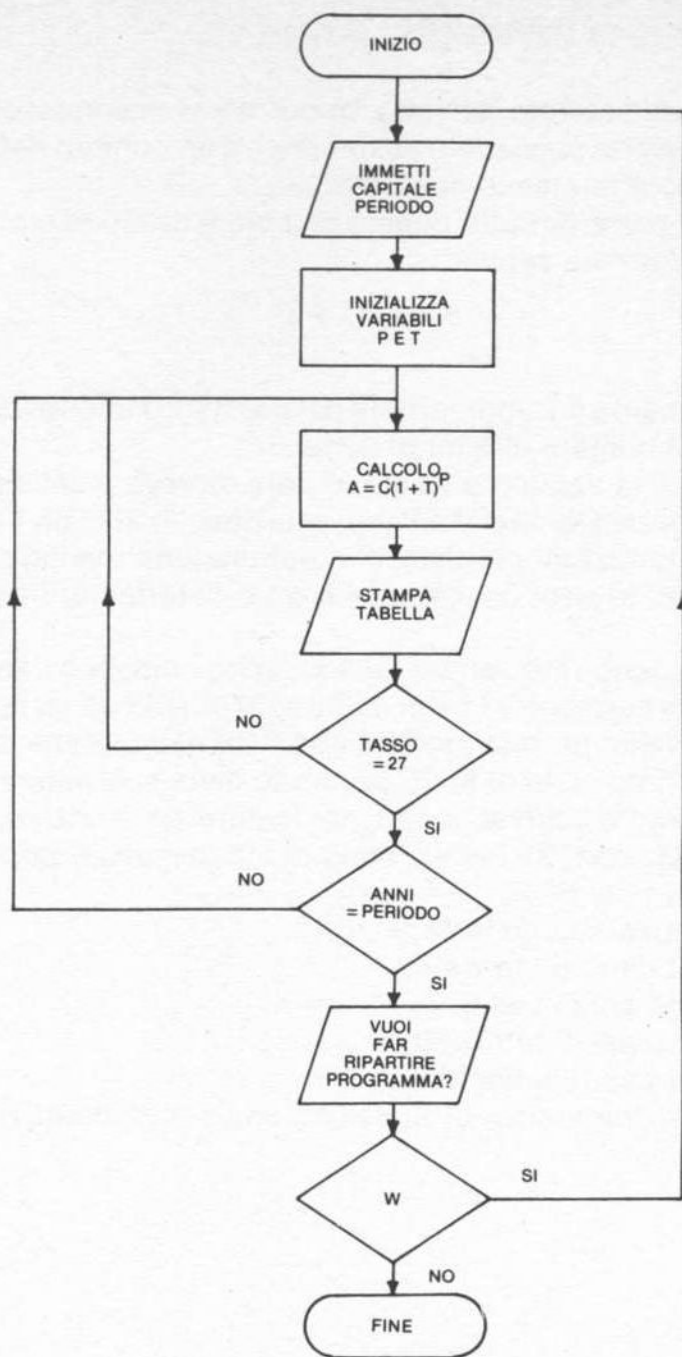 INIZIO
IMMETTI
CAPITALE
PERIODO
INIZIALIZZA
VARIABILI
P E T
CALCOLO
A = C(1 + T)^P
STAMPA
TABELLA
NO
TASSO
= 27
SI
NO
ANNI
= PERIODO
SI
VUOI
FAR
RIPARTIRE
PROGRAMMA?
SI
W
NO
FINE